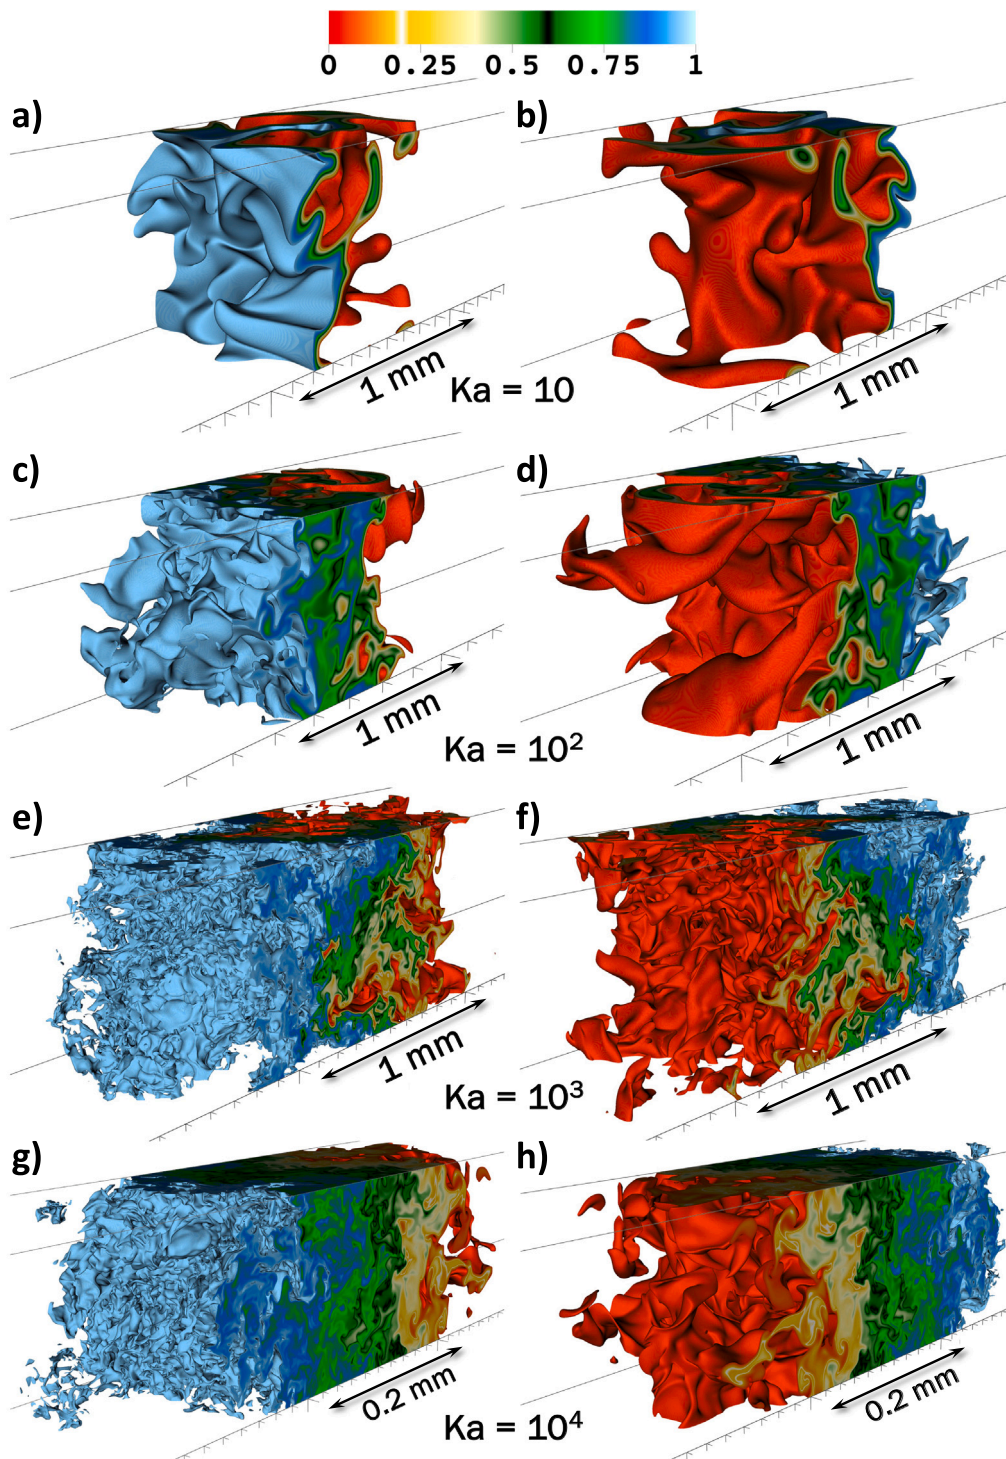 0 0.25 0.5 0.75 1
a) b)
1 mm 1 mm
Ka = 10
c) d)
1 mm 1 mm
Ka = 10²
e) f)
1 mm 1 mm
Ka = 10³
g) h)
0.2 mm 0.2 mm
Ka = 10⁴